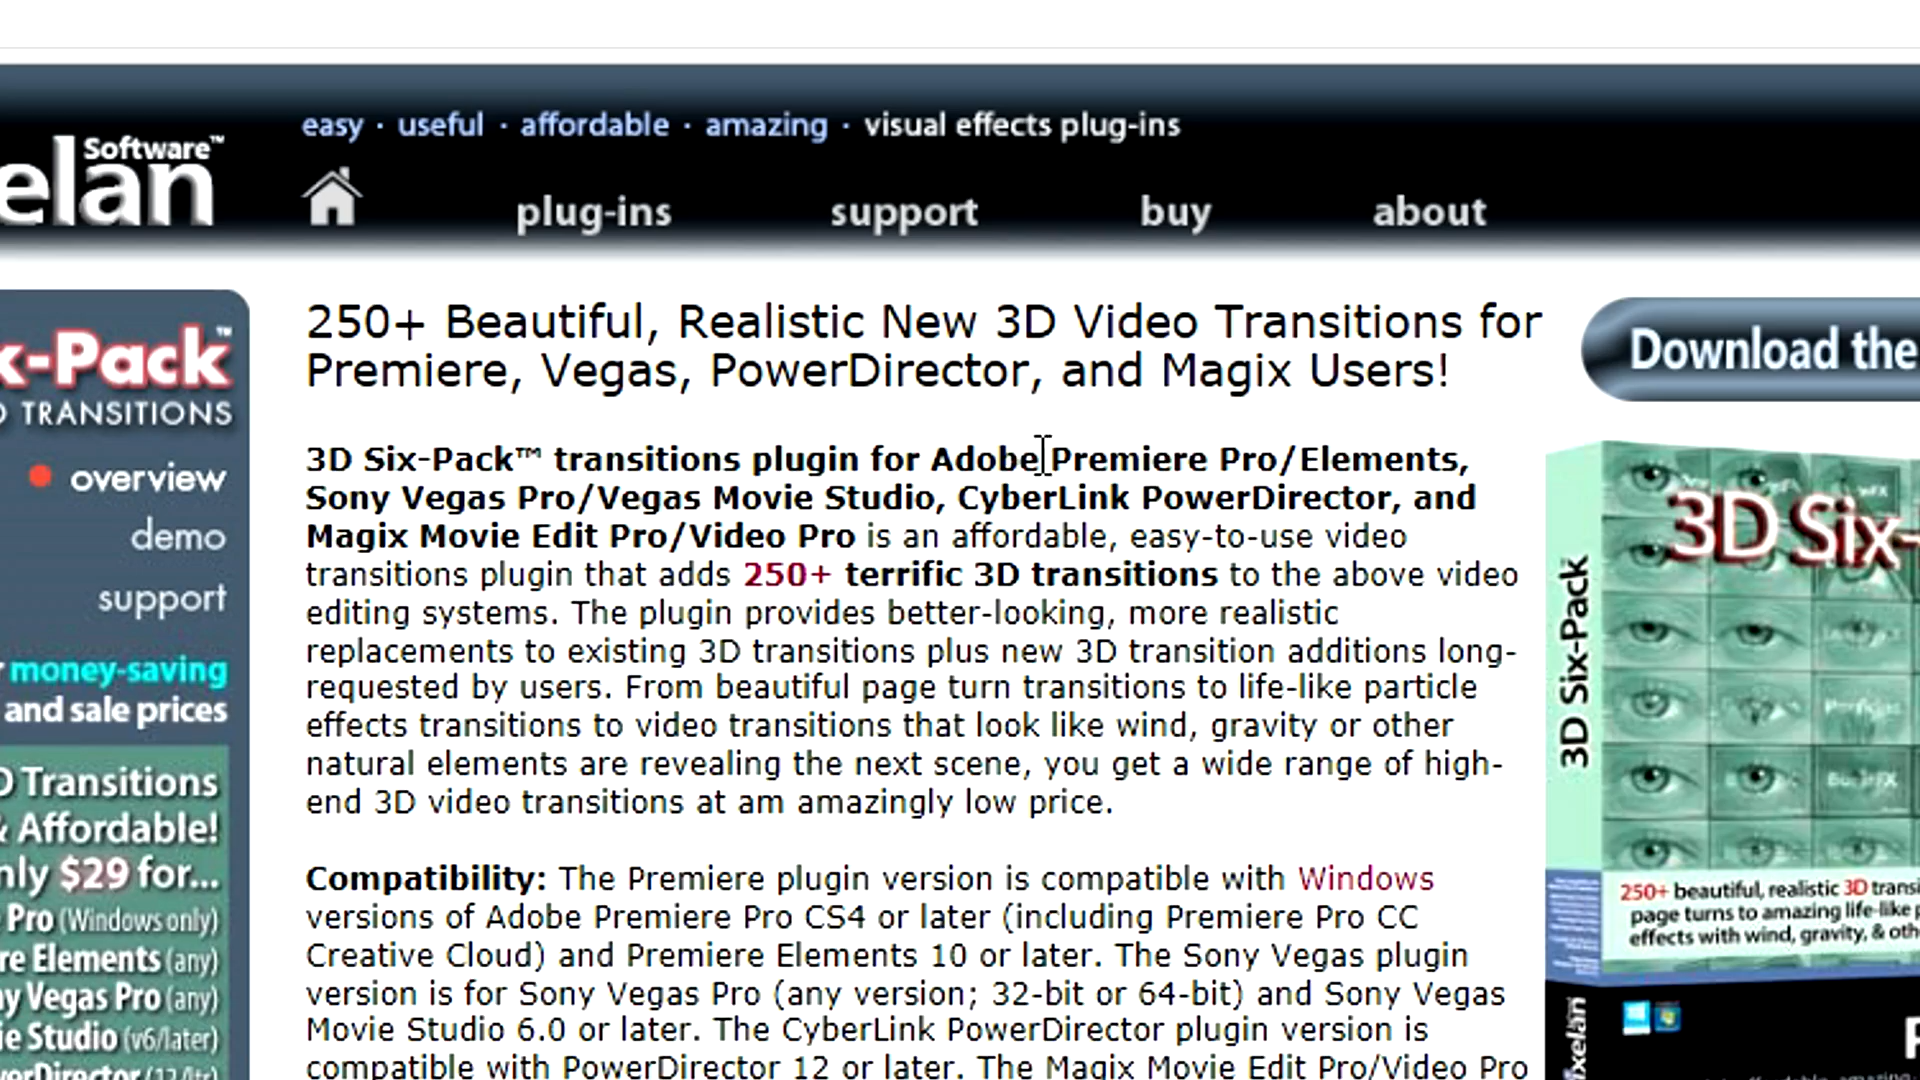 easy · useful · affordable · amazing · visual effects plug-ins
Software™
elan
plug-ins
support
buy
about
x-Pack™
D TRANSITIONS
overview
demo
support
money-saving
and sale prices
D Transitions
& Affordable!
nly $29 for...
Pro (Windows only)
re Elements (any)
ny Vegas Pro (any)
ie Studio (v6/later)
verDirector (12/ltr)
250+ Beautiful, Realistic New 3D Video Transitions for
Premiere, Vegas, PowerDirector, and Magix Users!
3D Six-Pack™ transitions plugin for Adobe Premiere Pro/Elements,
Sony Vegas Pro/Vegas Movie Studio, CyberLink PowerDirector, and
Magix Movie Edit Pro/Video Pro is an affordable, easy-to-use video
transitions plugin that adds 250+ terrific 3D transitions to the above video
editing systems. The plugin provides better-looking, more realistic
replacements to existing 3D transitions plus new 3D transition additions long-
requested by users. From beautiful page turn transitions to life-like particle
effects transitions to video transitions that look like wind, gravity or other
natural elements are revealing the next scene, you get a wide range of high-
end 3D video transitions at am amazingly low price.
Compatibility: The Premiere plugin version is compatible with Windows
versions of Adobe Premiere Pro CS4 or later (including Premiere Pro CC
Creative Cloud) and Premiere Elements 10 or later. The Sony Vegas plugin
version is for Sony Vegas Pro (any version; 32-bit or 64-bit) and Sony Vegas
Movie Studio 6.0 or later. The CyberLink PowerDirector plugin version is
compatible with PowerDirector 12 or later. The Magix Movie Edit Pro/Video Pro
Download the
3D Six-
3D Six-Pack
250+ beautiful, realistic 3D transi
page turns to amazing life-like p
effects with wind, gravity, & oth
ixelan